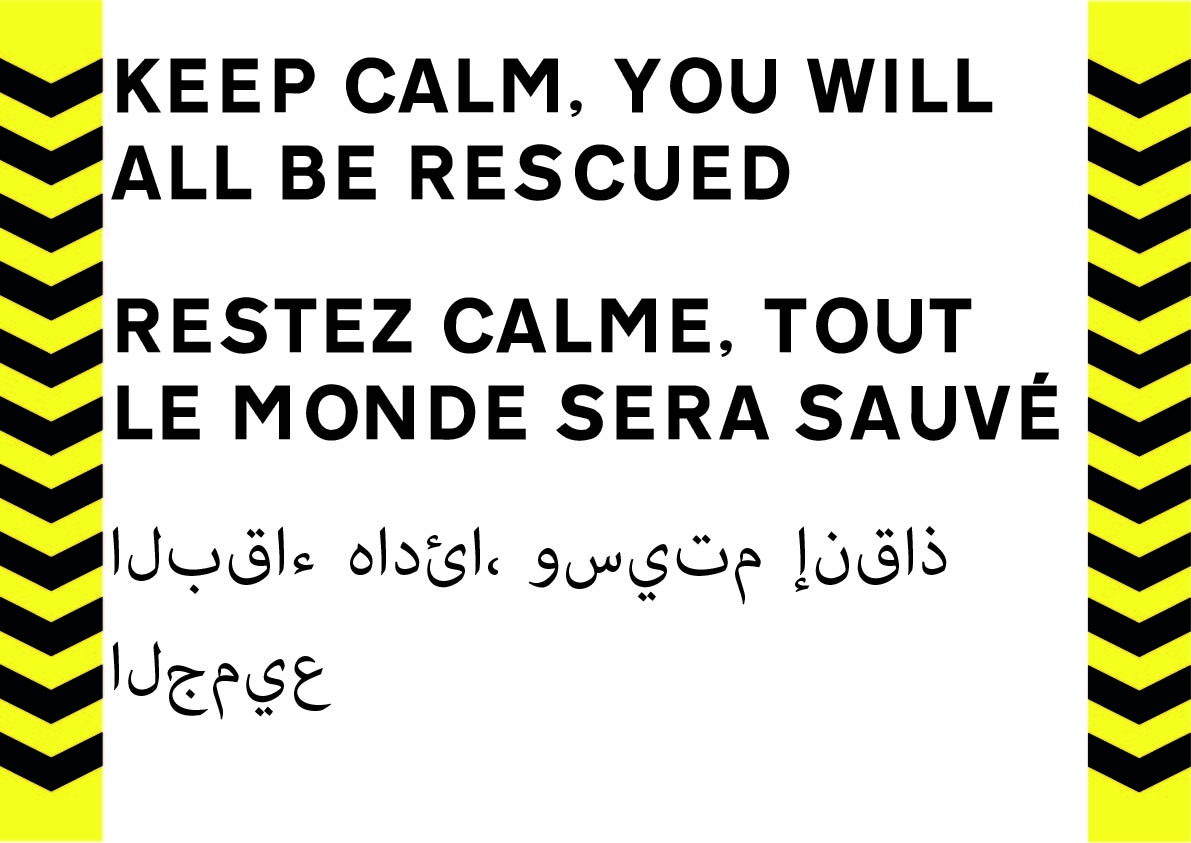 KEEP CALM, YOU WILL
ALL BE RESCUED
RESTEZ CALME, TOUT
LE MONDE SERA SAUVÉ
البقاء هادئا، وسيتم إنقاذ
الجميع